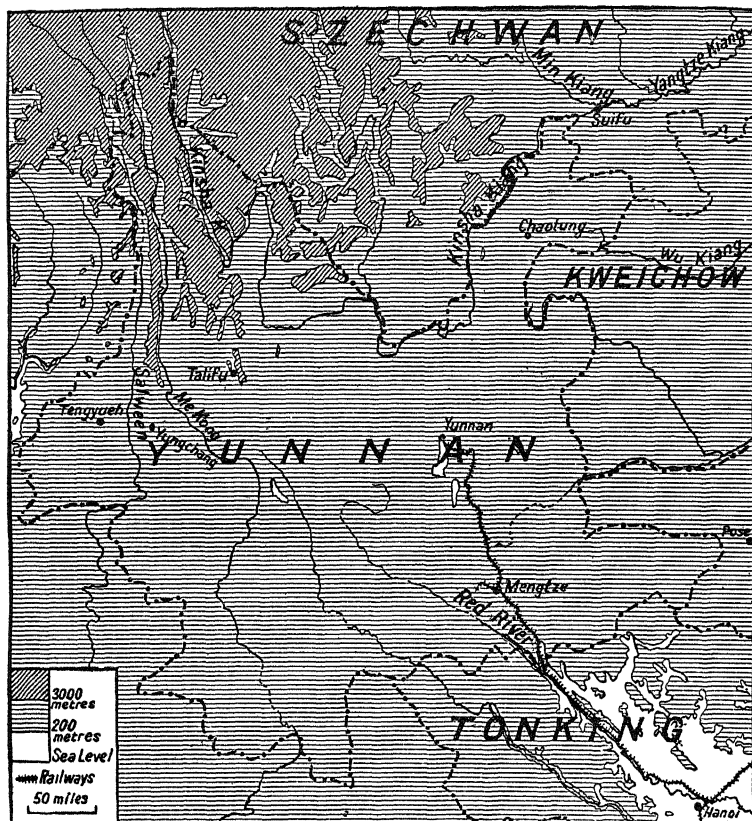 SZECHWAN
Min Kiang
Yangtze Kiang
Suifu
Kinsha K.
Kinsha Kiang
Chaotung
Wu Kiang
KWEICHOW
Talifu
Salween
Me Kong
Tengyueh
Yungchang
Yunnan
YUNNAN
Pose
Mengtze
Red River
TONKING
Hanoi
3000
metres
200
metres
Sea Level
Railways
50 miles